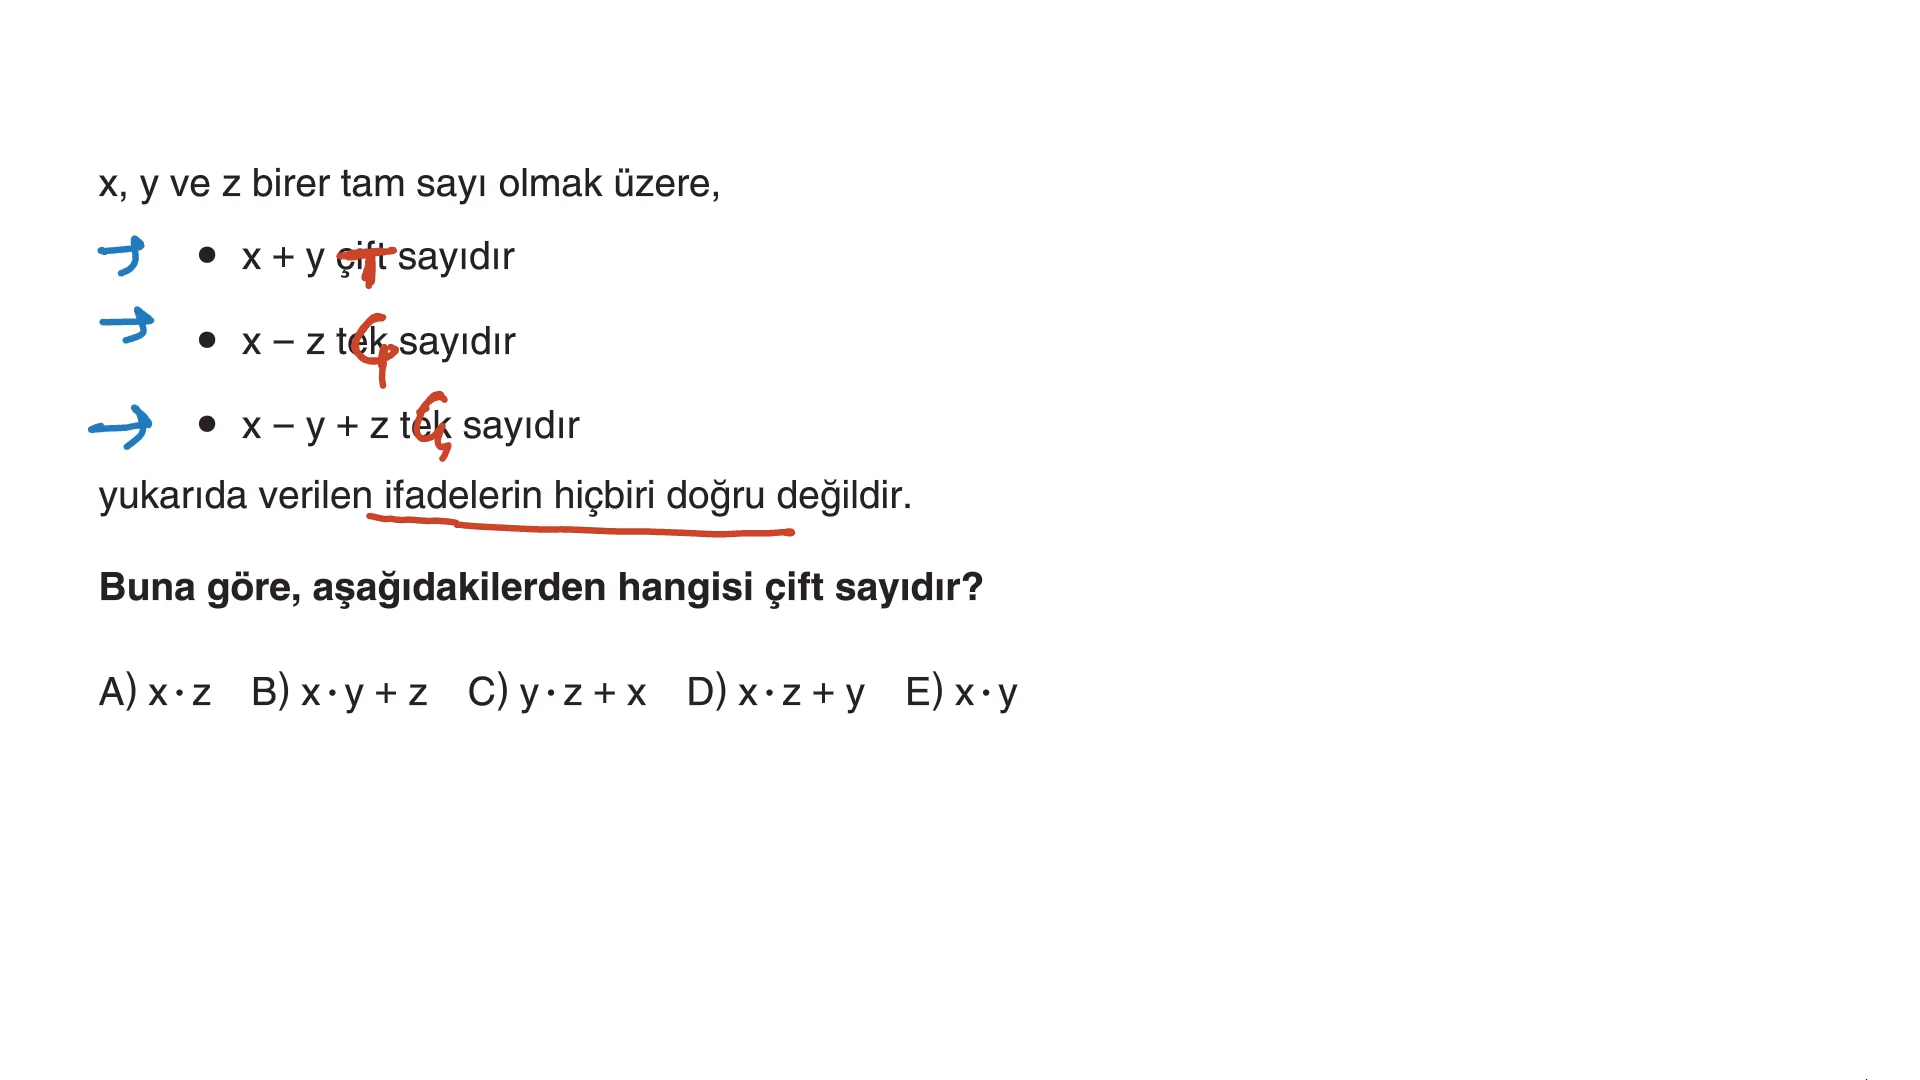 x, y ve z birer tam sayı olmak üzere,
• x + y çift sayıdır
T
• x – z tek sayıdır
Ç
• x – y + z tek sayıdır
Ç
yukarıda verilen ifadelerin hiçbiri doğru değildir.
Buna göre, aşağıdakilerden hangisi çift sayıdır?
A) x · z B) x · y + z C) y · z + x D) x · z + y E) x · y